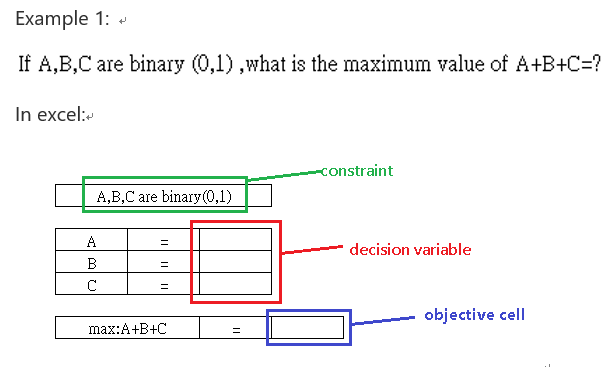 Example 1:
If A,B,C are binary (0,1) ,what is the maximum value of A+B+C=?
In excel:
constraint
A,B,C are binary(0,1)
A =
B =
C =
decision variable
objective cell
max:A+B+C =